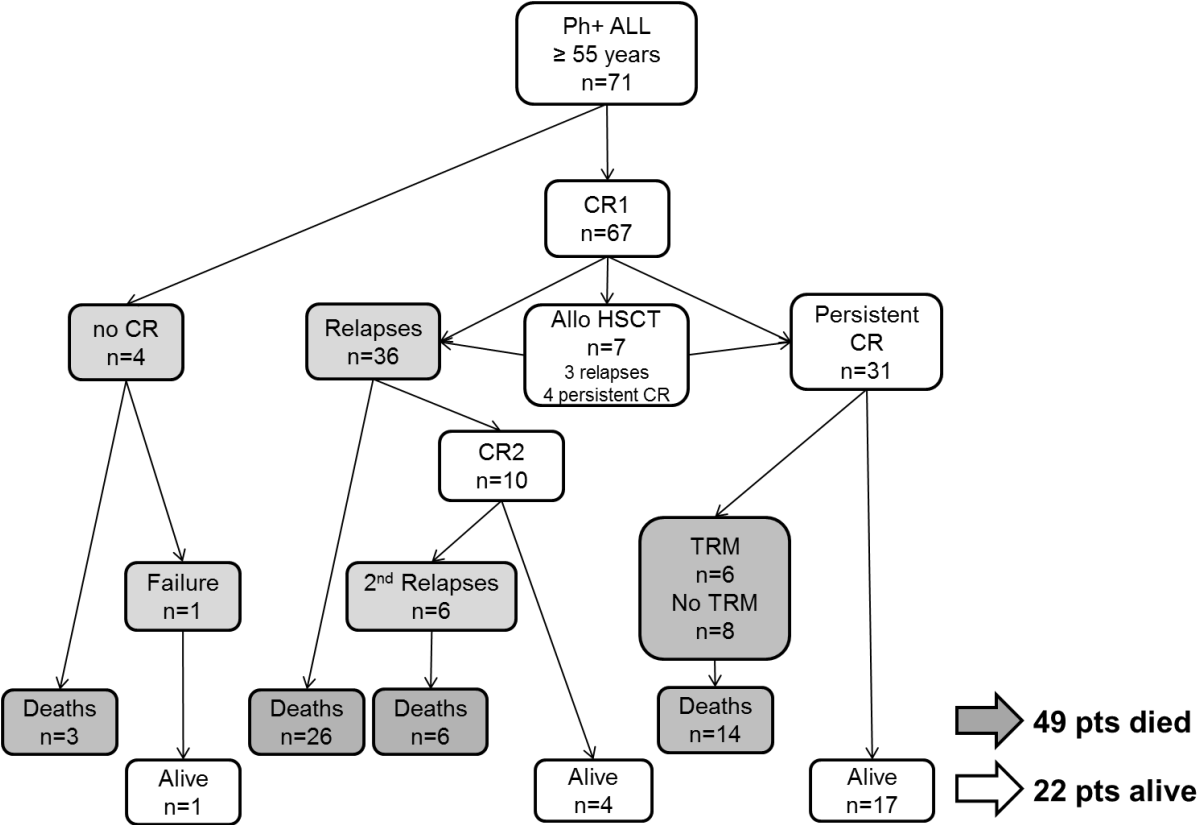 Ph+ ALL
≥ 55 years
n=71
CR1
n=67
no CR
n=4
Relapses
n=36
Allo HSCT
n=7
3 relapses
4 persistent CR
Persistent
CR
n=31
CR2
n=10
Failure
n=1
2nd Relapses
n=6
TRM
n=6
No TRM
n=8
Deaths
n=3
Deaths
n=26
Deaths
n=6
Deaths
n=14
49 pts died
Alive
n=1
Alive
n=4
Alive
n=17
22 pts alive